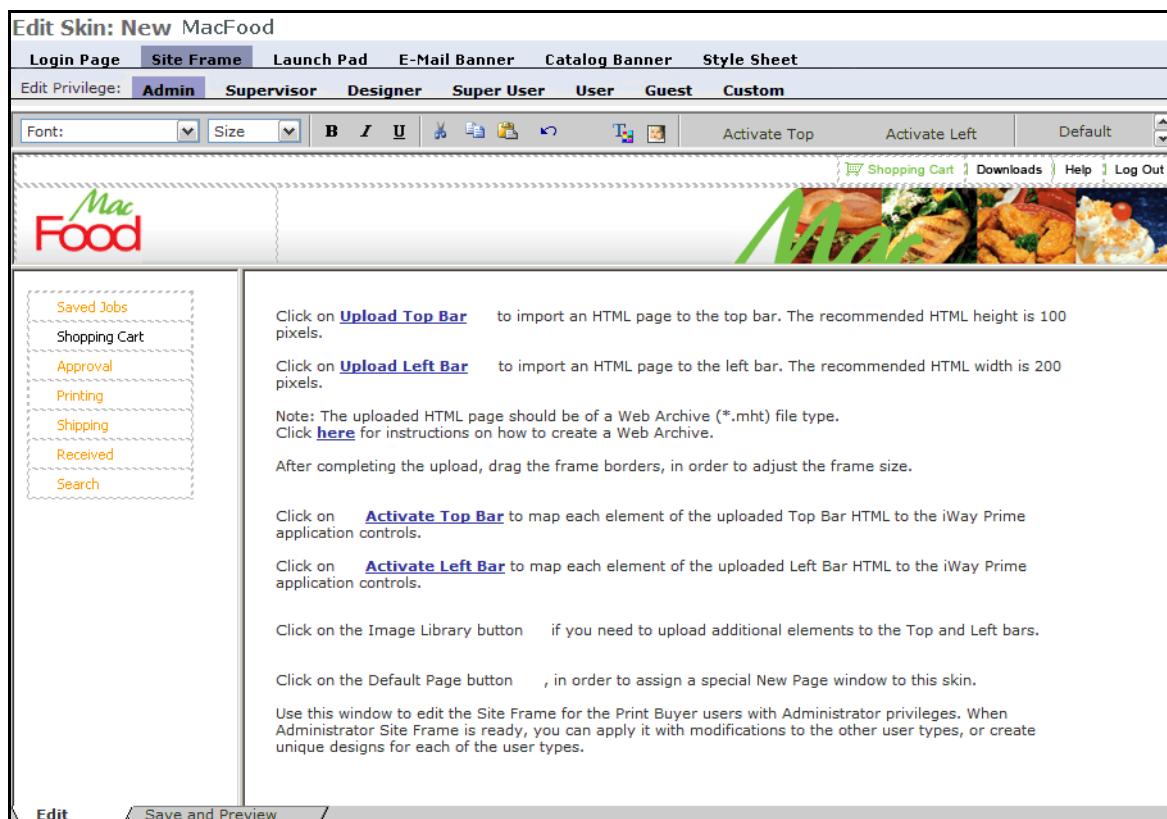 Edit Skin: New MacFood
Login Page Site Frame Launch Pad E-Mail Banner Catalog Banner Style Sheet
Edit Privilege: Admin Supervisor Designer Super User User Guest Custom
Font: Size B I U Activate Top Activate Left Default
Shopping Cart Downloads Help Log Out
Mac
Food
Mac
Saved Jobs
Shopping Cart
Approval
Printing
Shipping
Received
Search
Click on Upload Top Bar to import an HTML page to the top bar. The recommended HTML height is 100
pixels.
Click on Upload Left Bar to import an HTML page to the left bar. The recommended HTML width is 200
pixels.
Note: The uploaded HTML page should be of a Web Archive (*.mht) file type.
Click here for instructions on how to create a Web Archive.
After completing the upload, drag the frame borders, in order to adjust the frame size.
Click on Activate Top Bar to map each element of the uploaded Top Bar HTML to the iWay Prime
application controls.
Click on Activate Left Bar to map each element of the uploaded Left Bar HTML to the iWay Prime
application controls.
Click on the Image Library button if you need to upload additional elements to the Top and Left bars.
Click on the Default Page button , in order to assign a special New Page window to this skin.
Use this window to edit the Site Frame for the Print Buyer users with Administrator privileges. When
Administrator Site Frame is ready, you can apply it with modifications to the other user types, or create
unique designs for each of the user types.
Edit Save and Preview